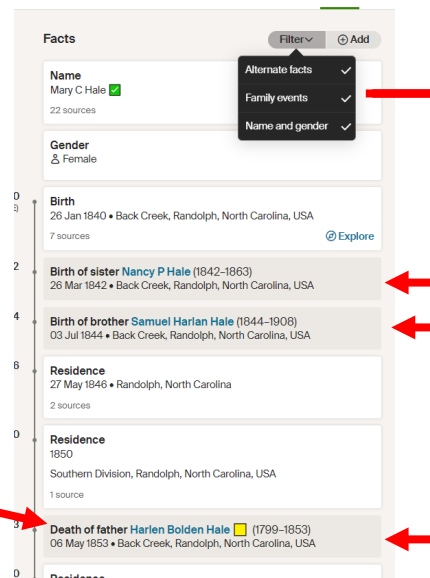 Facts
Filter
Add
Alternate facts
Family events
Name and gender
Name
Mary C Hale
22 sources
Gender
Female
Birth
26 Jan 1840 • Back Creek, Randolph, North Carolina, USA
7 sources
Explore
Birth of sister Nancy P Hale (1842–1863)
26 Mar 1842 • Back Creek, Randolph, North Carolina, USA
Birth of brother Samuel Harlan Hale (1844–1908)
03 Jul 1844 • Back Creek, Randolph, North Carolina, USA
Residence
27 May 1846 • Randolph, North Carolina
2 sources
Residence
1850
Southern Division, Randolph, North Carolina, USA
1 source
Death of father Harlen Bolden Hale (1799–1853)
06 May 1853 • Back Creek, Randolph, North Carolina, USA